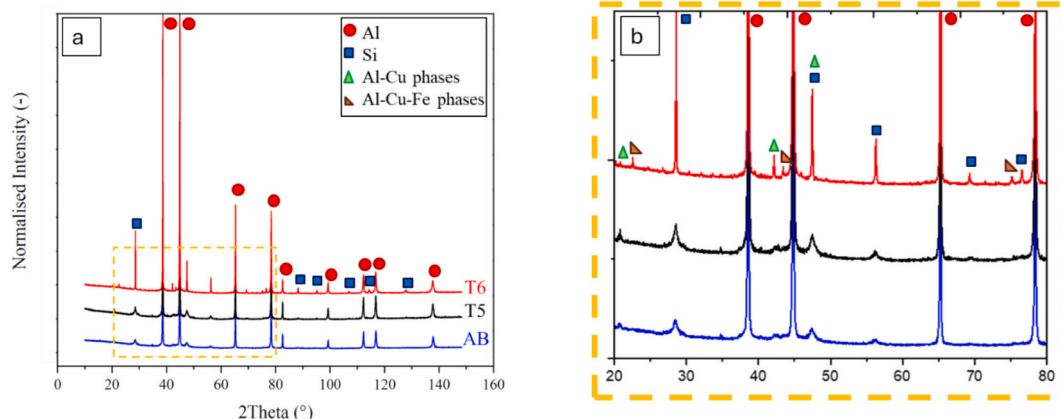 a
Al
Si
Al-Cu phases
Al-Cu-Fe phases
Normalised Intensity (-)
T6
T5
AB
0 20 40 60 80 100 120 140 160
2Theta (°)
b
20 30 40 50 60 70 80